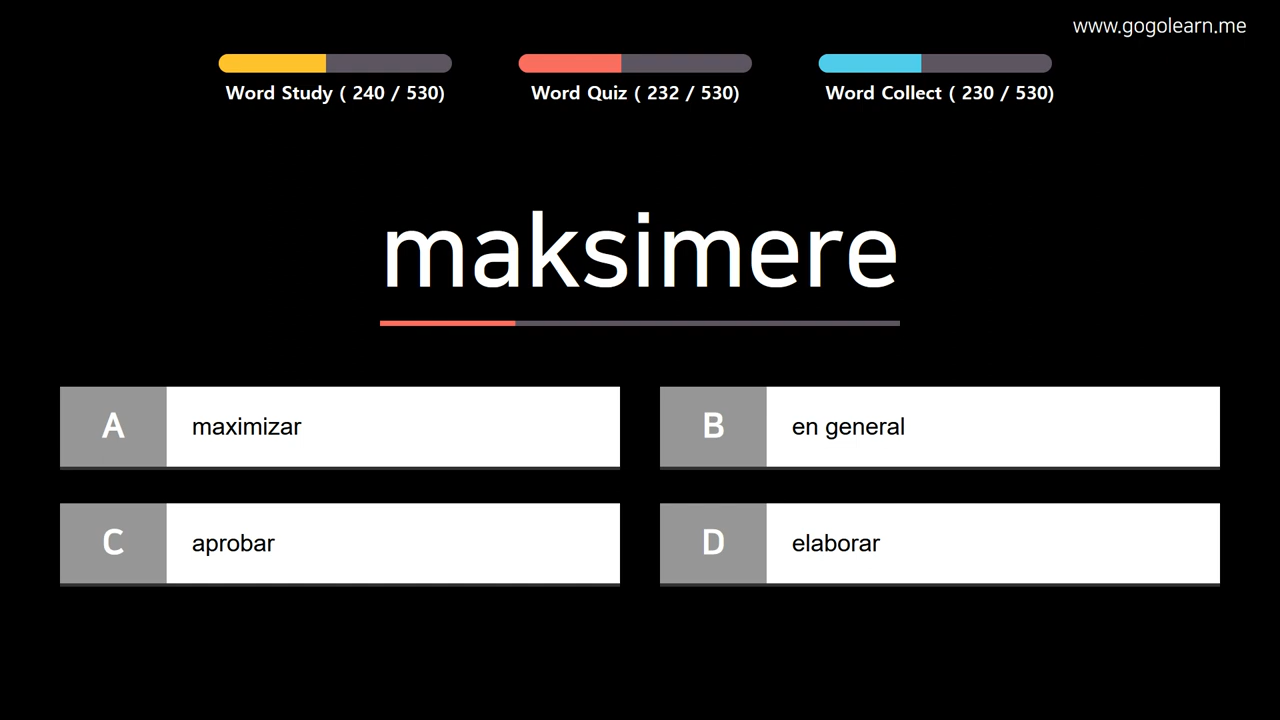 www.gogolearn.me
Word Study ( 240 / 530)
Word Quiz ( 232 / 530)
Word Collect ( 230 / 530)
maksimere
A maximizar
B en general
C aprobar
D elaborar